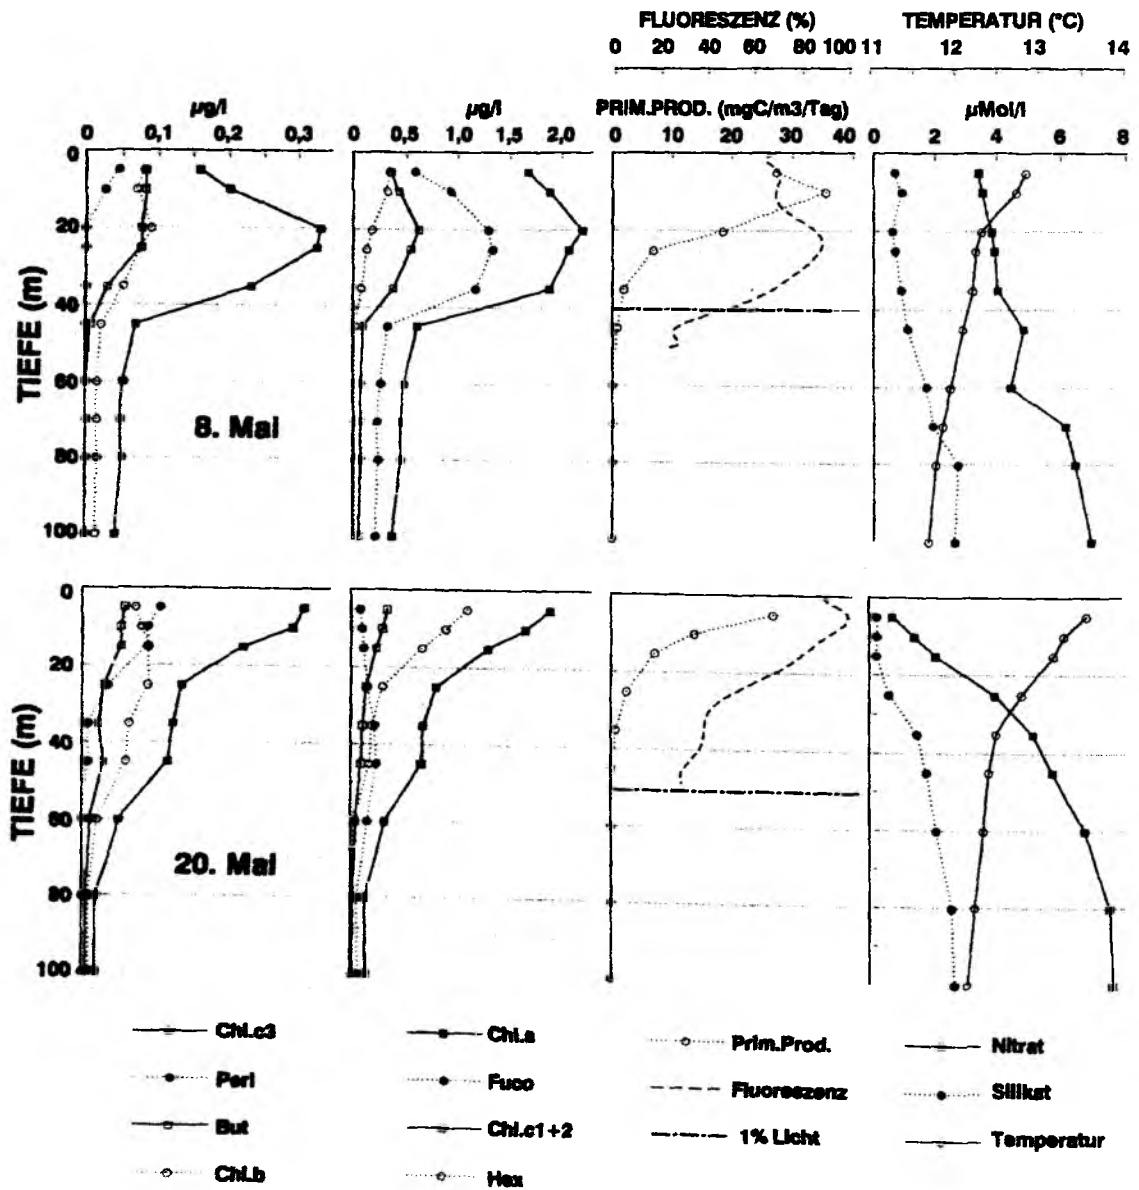 FLUORESZENZ (%) TEMPERATUR (°C)
0 20 40 60 80 100 11 12 13 14
µg/l µg/l PRIM.PROD. (mgC/m3/Tag) µMol/l
0 0,1 0,2 0,3 0 0,5 1,0 2,0 0 10 20 30 40 0 2 4 6 8
0
20
40
60
80
100
TIEFE (m)
8. Mai
0
20
40
60
80
100
TIEFE (m)
20. Mai
Chl.c3 Chl.a Prim.Prod. Nitrat
Peri Fuco Fluoreszenz Silikat
But Chl.c1+2 1% Licht Temperatur
Chl.b Hex